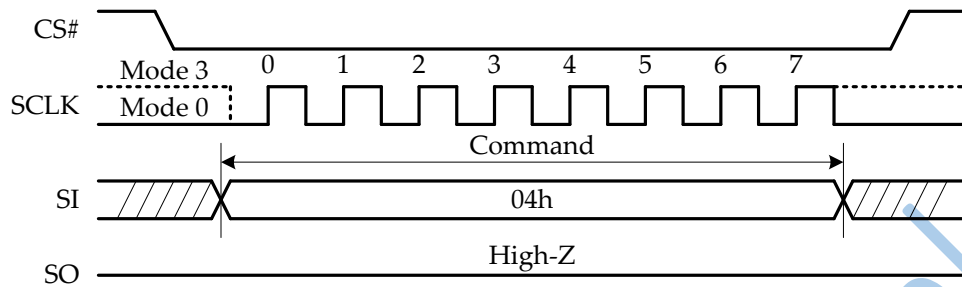 CS#
0 1 2 3 4 5 6 7
Mode 3
SCLK
Mode 0
Command
SI
04h
High-Z
SO